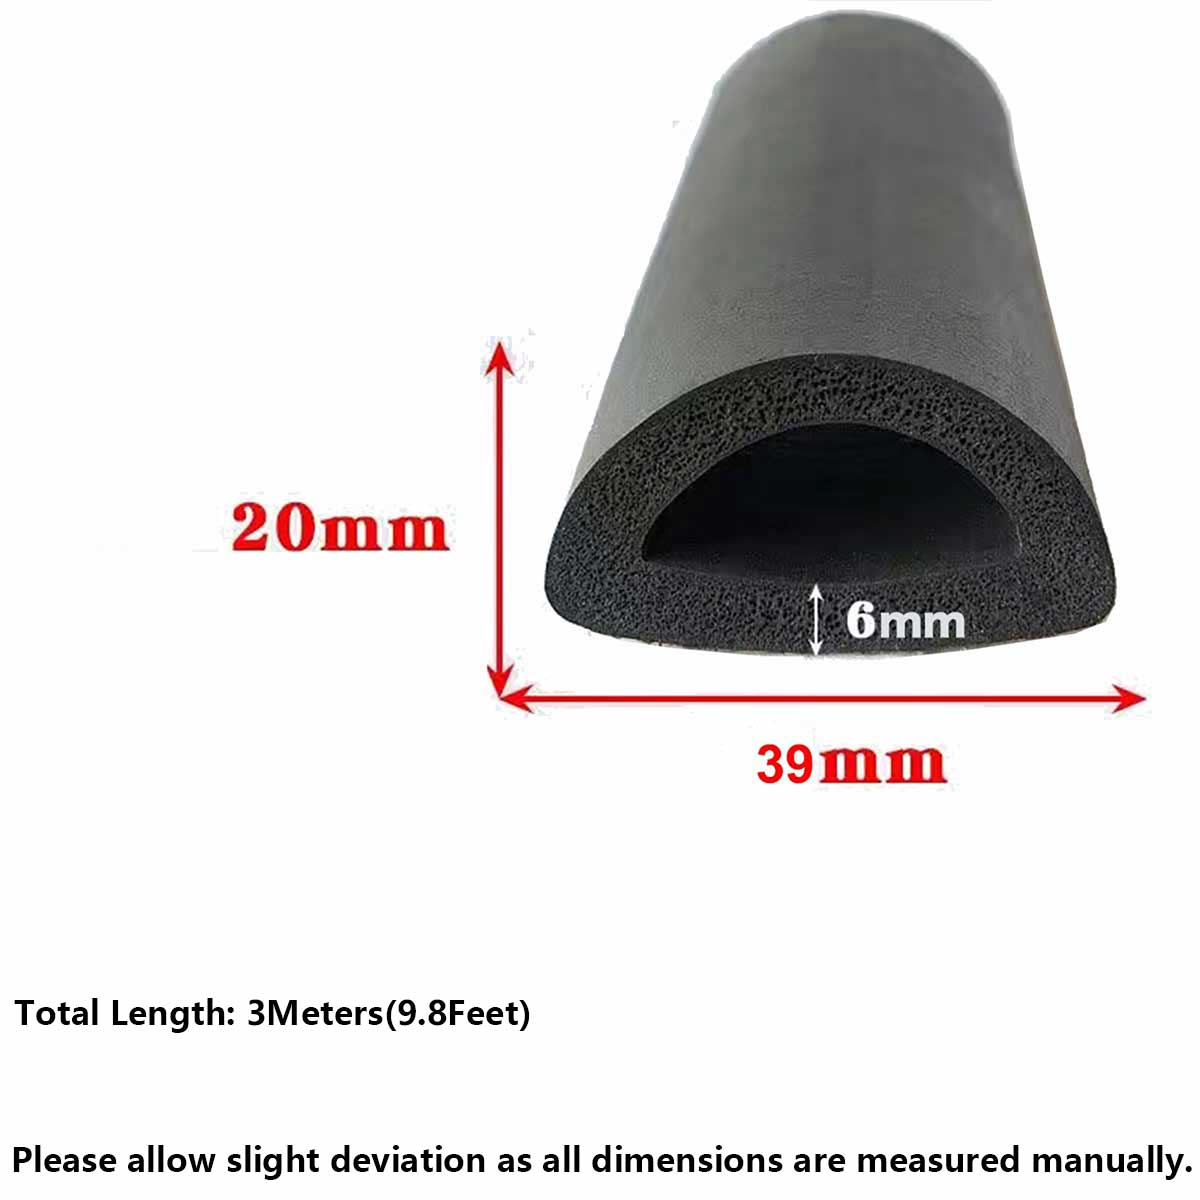 20mm
6mm
39mm
Total Length: 3Meters(9.8Feet)
Please allow slight deviation as all dimensions are measured manually.